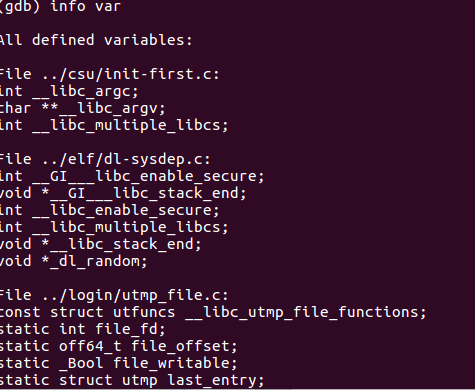 (gdb) info var
All defined variables:
File ../csu/init-first.c:
int __libc_argc;
char **__libc_argv;
int __libc_multiple_libcs;
File ../elf/dl-sysdep.c:
int __GI___libc_enable_secure;
void *__GI___libc_stack_end;
int __libc_enable_secure;
int __libc_multiple_libcs;
void *__libc_stack_end;
void *_dl_random;
File ../login/utmp_file.c:
const struct utfuncs __libc_utmp_file_functions;
static int file_fd;
static off64_t file_offset;
static _Bool file_writable;
static struct utmp last_entry;